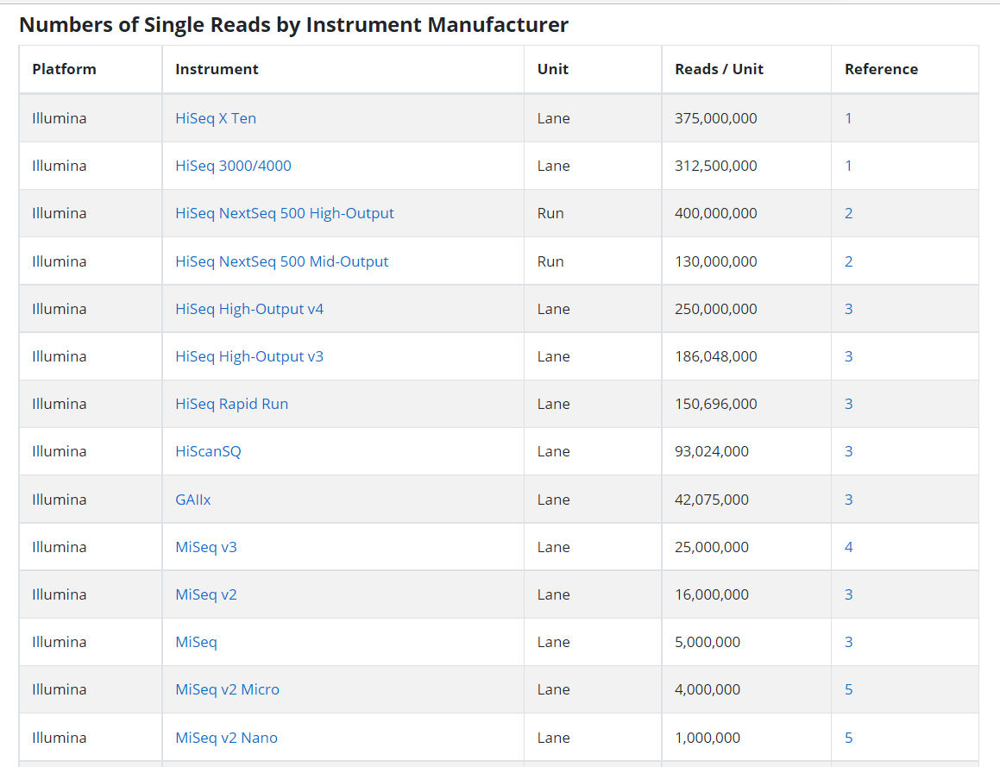 Numbers of Single Reads by Instrument Manufacturer
Platform Instrument Unit Reads / Unit Reference
Illumina HiSeq X Ten Lane 375,000,000 1
Illumina HiSeq 3000/4000 Lane 312,500,000 1
Illumina HiSeq NextSeq 500 High-Output Run 400,000,000 2
Illumina HiSeq NextSeq 500 Mid-Output Run 130,000,000 2
Illumina HiSeq High-Output v4 Lane 250,000,000 3
Illumina HiSeq High-Output v3 Lane 186,048,000 3
Illumina HiSeq Rapid Run Lane 150,696,000 3
Illumina HiScanSQ Lane 93,024,000 3
Illumina GAIIx Lane 42,075,000 3
Illumina MiSeq v3 Lane 25,000,000 4
Illumina MiSeq v2 Lane 16,000,000 3
Illumina MiSeq Lane 5,000,000 3
Illumina MiSeq v2 Micro Lane 4,000,000 5
Illumina MiSeq v2 Nano Lane 1,000,000 5